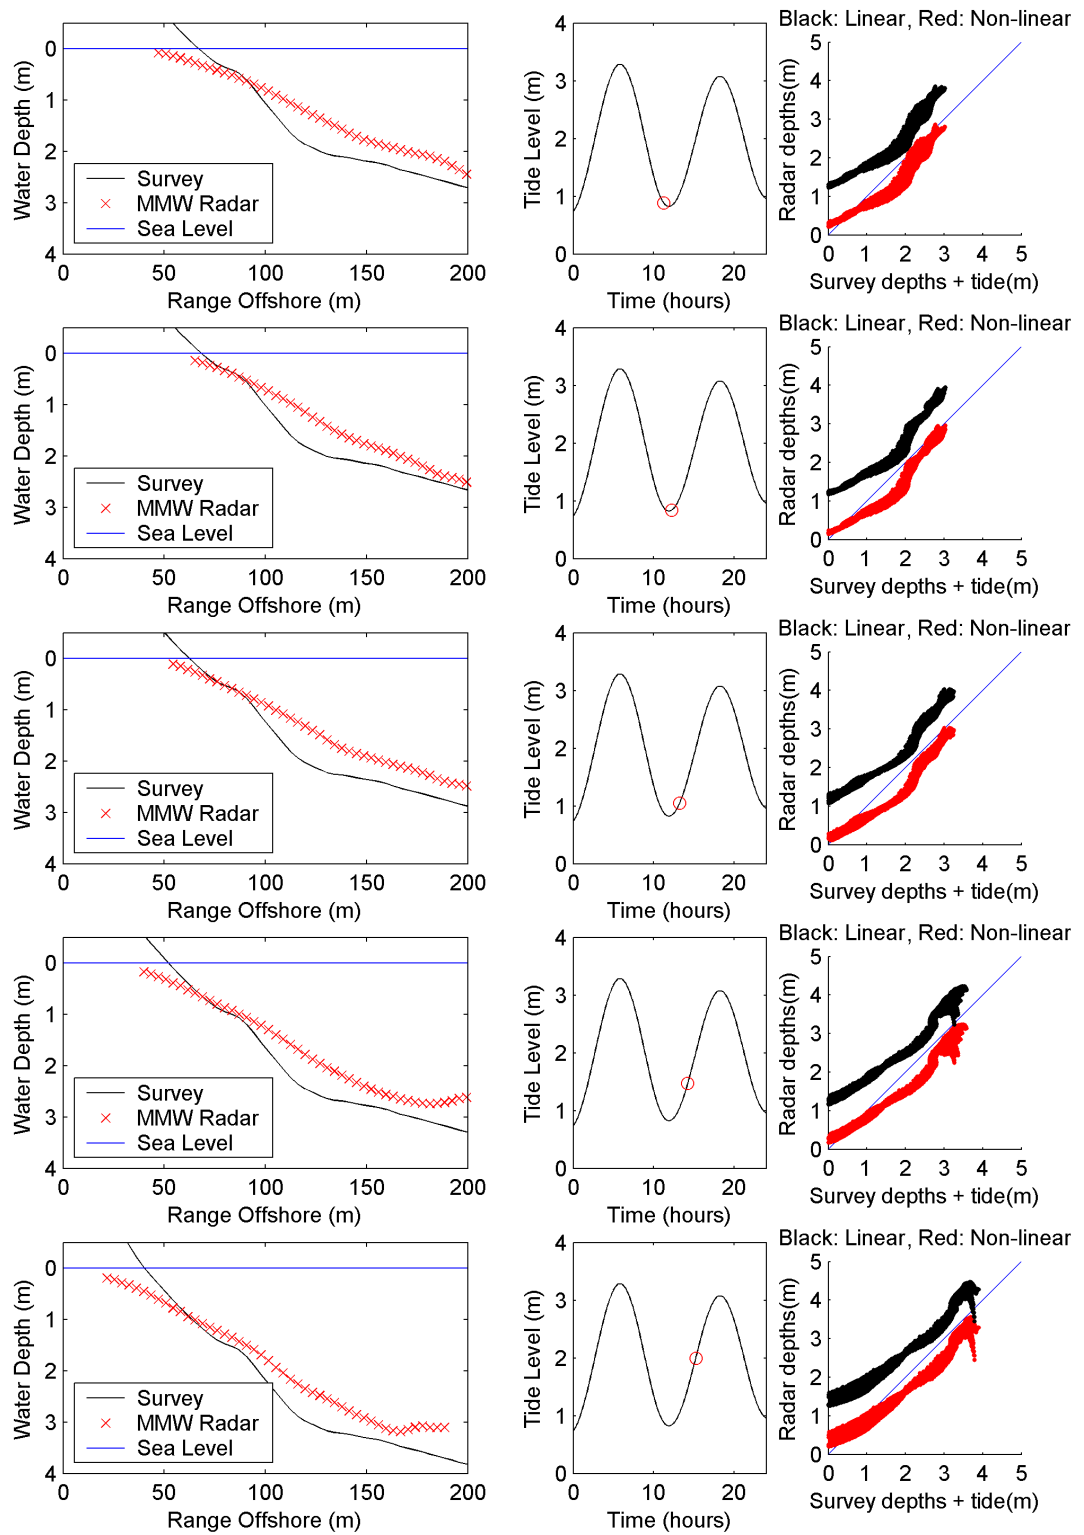 Black: Linear, Red: Non-linear
0
1
2
3
4
Water Depth (m)
Survey
MMW Radar
Sea Level
0 50 100 150 200
Range Offshore (m)
4
3
2
1
0
Tide Level (m)
0 10 20
Time (hours)
5
4
3
2
1
0
Radar depths(m)
0 1 2 3 4 5
Survey depths + tide(m)
Black: Linear, Red: Non-linear
0
1
2
3
4
Water Depth (m)
Survey
MMW Radar
Sea Level
0 50 100 150 200
Range Offshore (m)
4
3
2
1
0
Tide Level (m)
0 10 20
Time (hours)
5
4
3
2
1
0
Radar depths(m)
0 1 2 3 4 5
Survey depths + tide(m)
Black: Linear, Red: Non-linear
0
1
2
3
4
Water Depth (m)
Survey
MMW Radar
Sea Level
0 50 100 150 200
Range Offshore (m)
4
3
2
1
0
Tide Level (m)
0 10 20
Time (hours)
5
4
3
2
1
0
Radar depths(m)
0 1 2 3 4 5
Survey depths + tide(m)
Black: Linear, Red: Non-linear
0
1
2
3
4
Water Depth (m)
Survey
MMW Radar
Sea Level
0 50 100 150 200
Range Offshore (m)
4
3
2
1
0
Tide Level (m)
0 10 20
Time (hours)
5
4
3
2
1
0
Radar depths(m)
0 1 2 3 4 5
Survey depths + tide(m)
Black: Linear, Red: Non-linear
0
1
2
3
4
Water Depth (m)
Survey
MMW Radar
Sea Level
0 50 100 150 200
Range Offshore (m)
4
3
2
1
0
Tide Level (m)
0 10 20
Time (hours)
5
4
3
2
1
0
Radar depths(m)
0 1 2 3 4 5
Survey depths + tide(m)